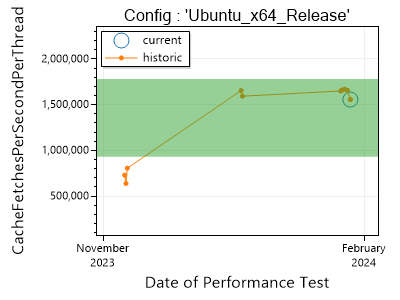 Config : 'Ubuntu_x64_Release'
current
historic
2,000,000
1,500,000
1,000,000
500,000
CacheFetchesPerSecondPerThread
November
2023
February
2024
Date of Performance Test